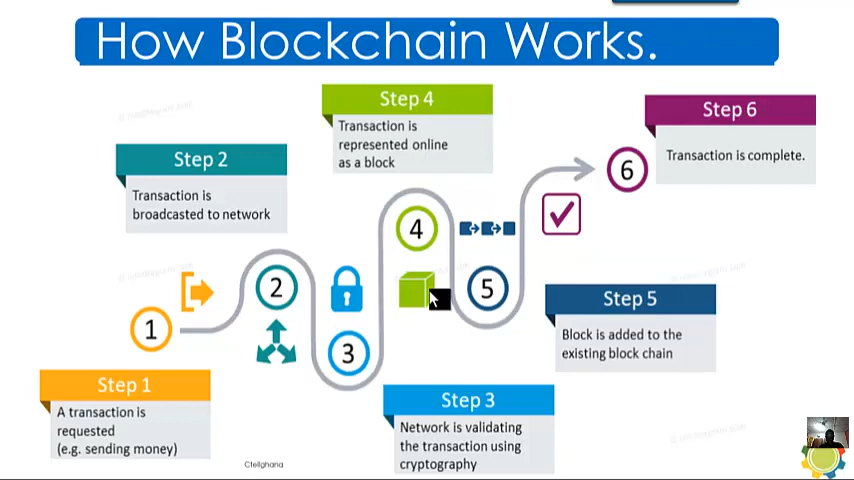 How Blockchain Works.
Step 1
A transaction is
requested
(e.g. sending money)
1
Step 2
Transaction is
broadcasted to network
2
Step 3
Network is validating
the transaction using
cryptography
3
Step 4
Transaction is
represented online
as a block
4
Step 5
Block is added to the
existing block chain
5
Step 6
Transaction is complete.
6
Ctellghana